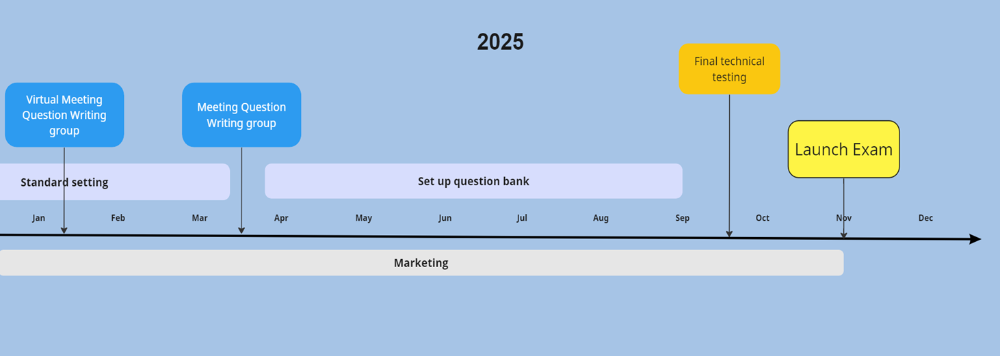 2025
Final technical
testing
Virtual Meeting
Question Writing
group
Meeting Question
Writing group
Launch Exam
Standard setting
Set up question bank
Jan Feb Mar Apr May Jun Jul Aug Sep Oct Nov Dec
Marketing